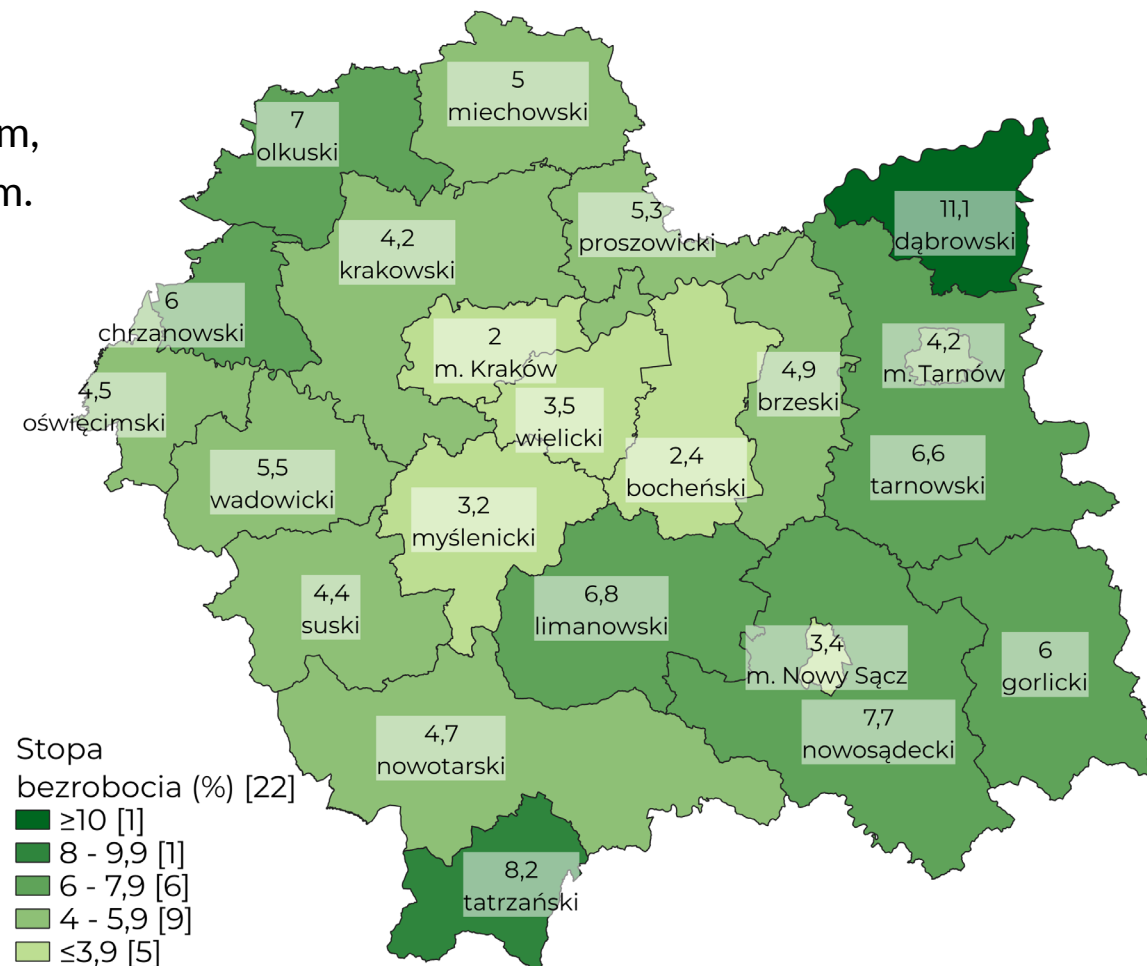 m,
m.
5
miechowski
7
olkuski
5,3
proszowicki
11,1
dąbrowski
4,2
krakowski
6
chrzanowski
2
m. Kraków
4,2
m. Tarnów
4,5
oświęcimski
3,5
wielicki
4,9
brzeski
5,5
wadowicki
2,4
bocheński
6,6
tarnowski
3,2
myślenicki
4,4
suski
6,8
limanowski
3,4
m. Nowy Sącz
6
gorlicki
4,7
nowotarski
7,7
nowosądecki
8,2
tatrzański
Stopa
bezrobocia (%) [22]
≥10 [1]
8 - 9,9 [1]
6 - 7,9 [6]
4 - 5,9 [9]
≤3,9 [5]